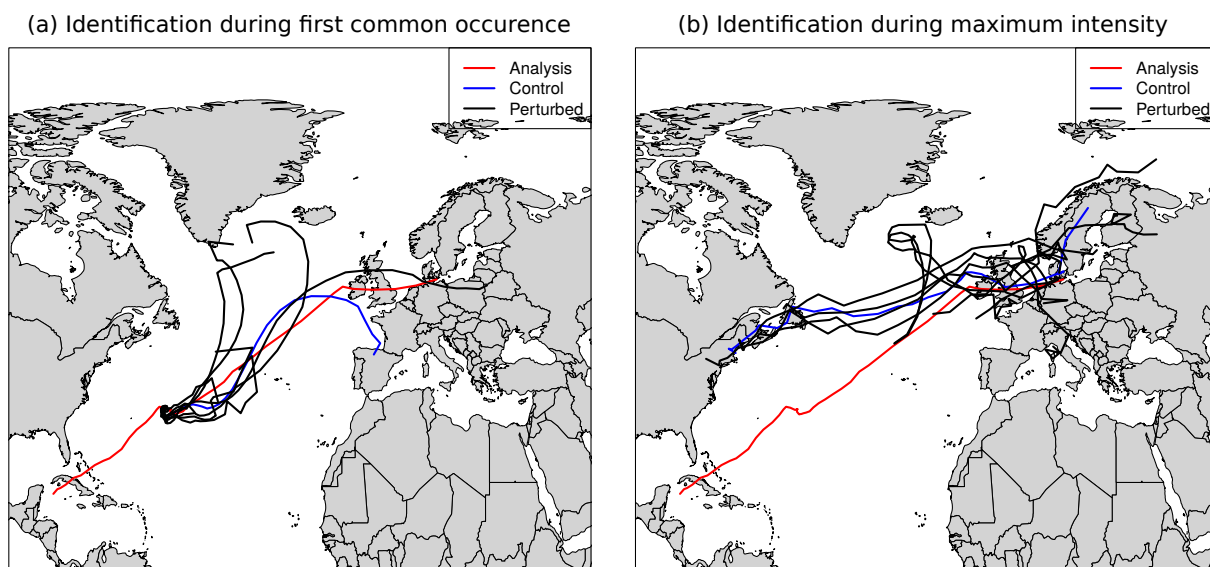 (a) Identification during first common occurence
Analysis
Control
Perturbed
(b) Identification during maximum intensity
Analysis
Control
Perturbed